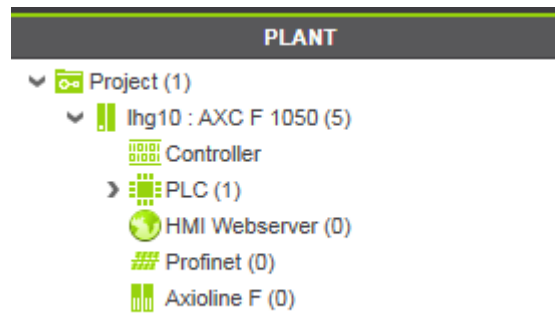 PLANT
Project (1)
lhg10 : AXC F 1050 (5)
Controller
PLC (1)
HMI Webserver (0)
Profinet (0)
Axioline F (0)